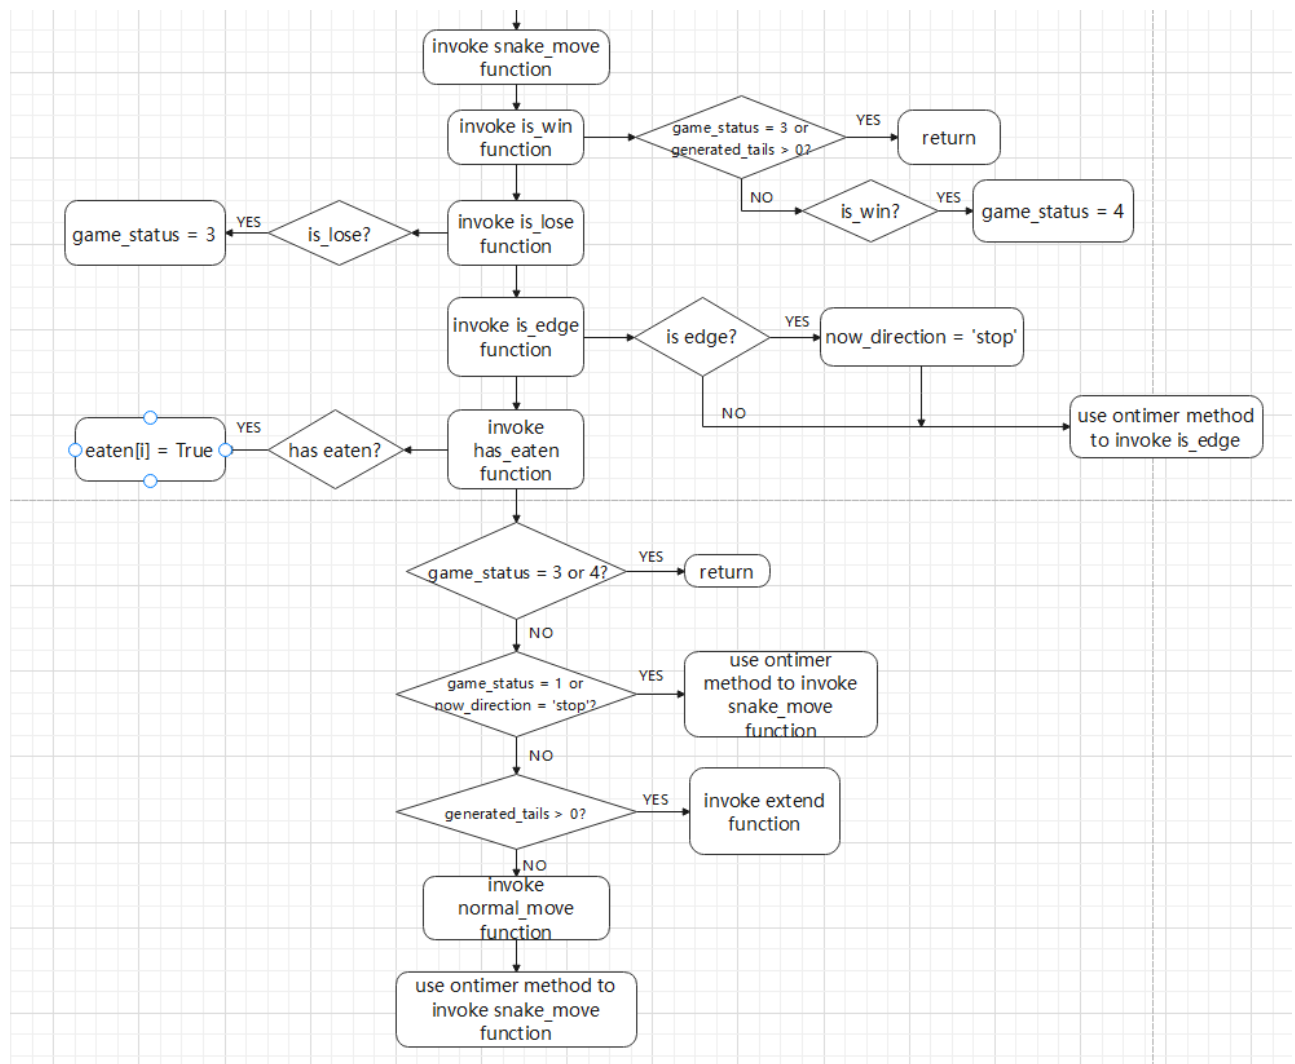 invoke snake_move
function
invoke is_win
function
game_status = 3 or
generated_tails > 0?
YES
return
NO
is_win?
YES
game_status = 4
invoke is_lose
function
is_lose?
YES
game_status = 3
invoke is_edge
function
is edge?
YES
now_direction = 'stop'
NO
use ontimer method
to invoke is_edge
invoke
has_eaten
function
has eaten?
YES
eaten[i] = True
game_status = 3 or 4?
YES
return
NO
game_status = 1 or
now_direction = 'stop'?
YES
use ontimer
method to invoke
snake_move
function
NO
generated_tails > 0?
YES
invoke extend
function
NO
invoke
normal_move
function
use ontimer method to
invoke snake_move
function